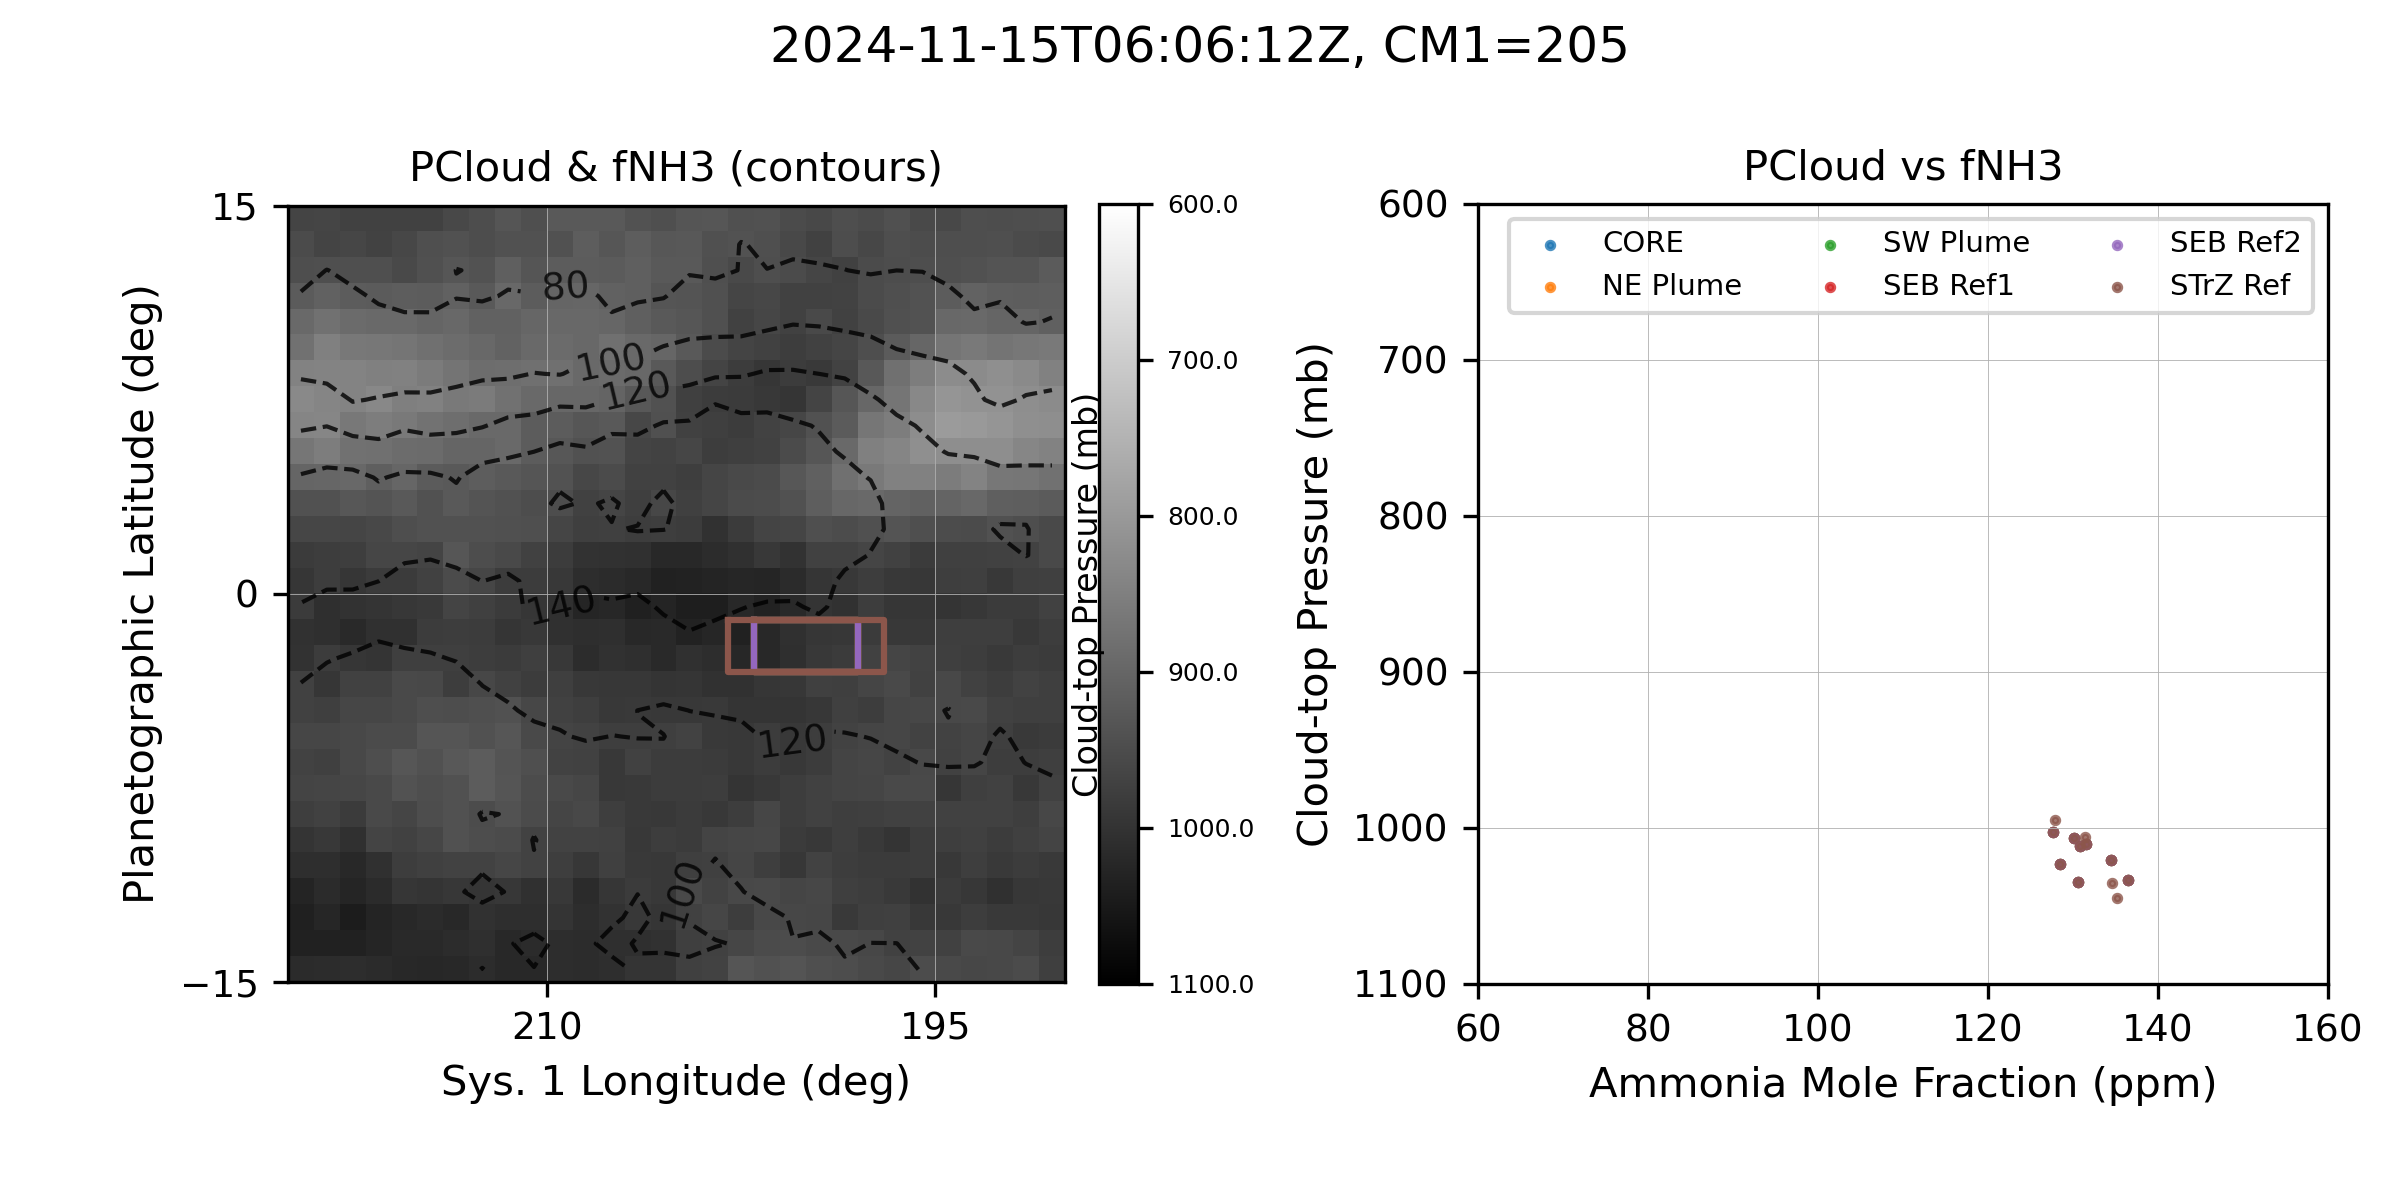 2024-11-15T06:06:12Z, CM1=205
PCloud & fNH3 (contours)
15
0
−15
Planetographic Latitude (deg)
80
100
120
140
120
100
210
195
Sys. 1 Longitude (deg)
Cloud-top Pressure (mb)
600.0
700.0
800.0
900.0
1000.0
1100.0
PCloud vs fNH3
CORE
NE Plume
SW Plume
SEB Ref1
SEB Ref2
STrZ Ref
600
700
800
900
1000
1100
Cloud-top Pressure (mb)
60
80
100
120
140
160
Ammonia Mole Fraction (ppm)